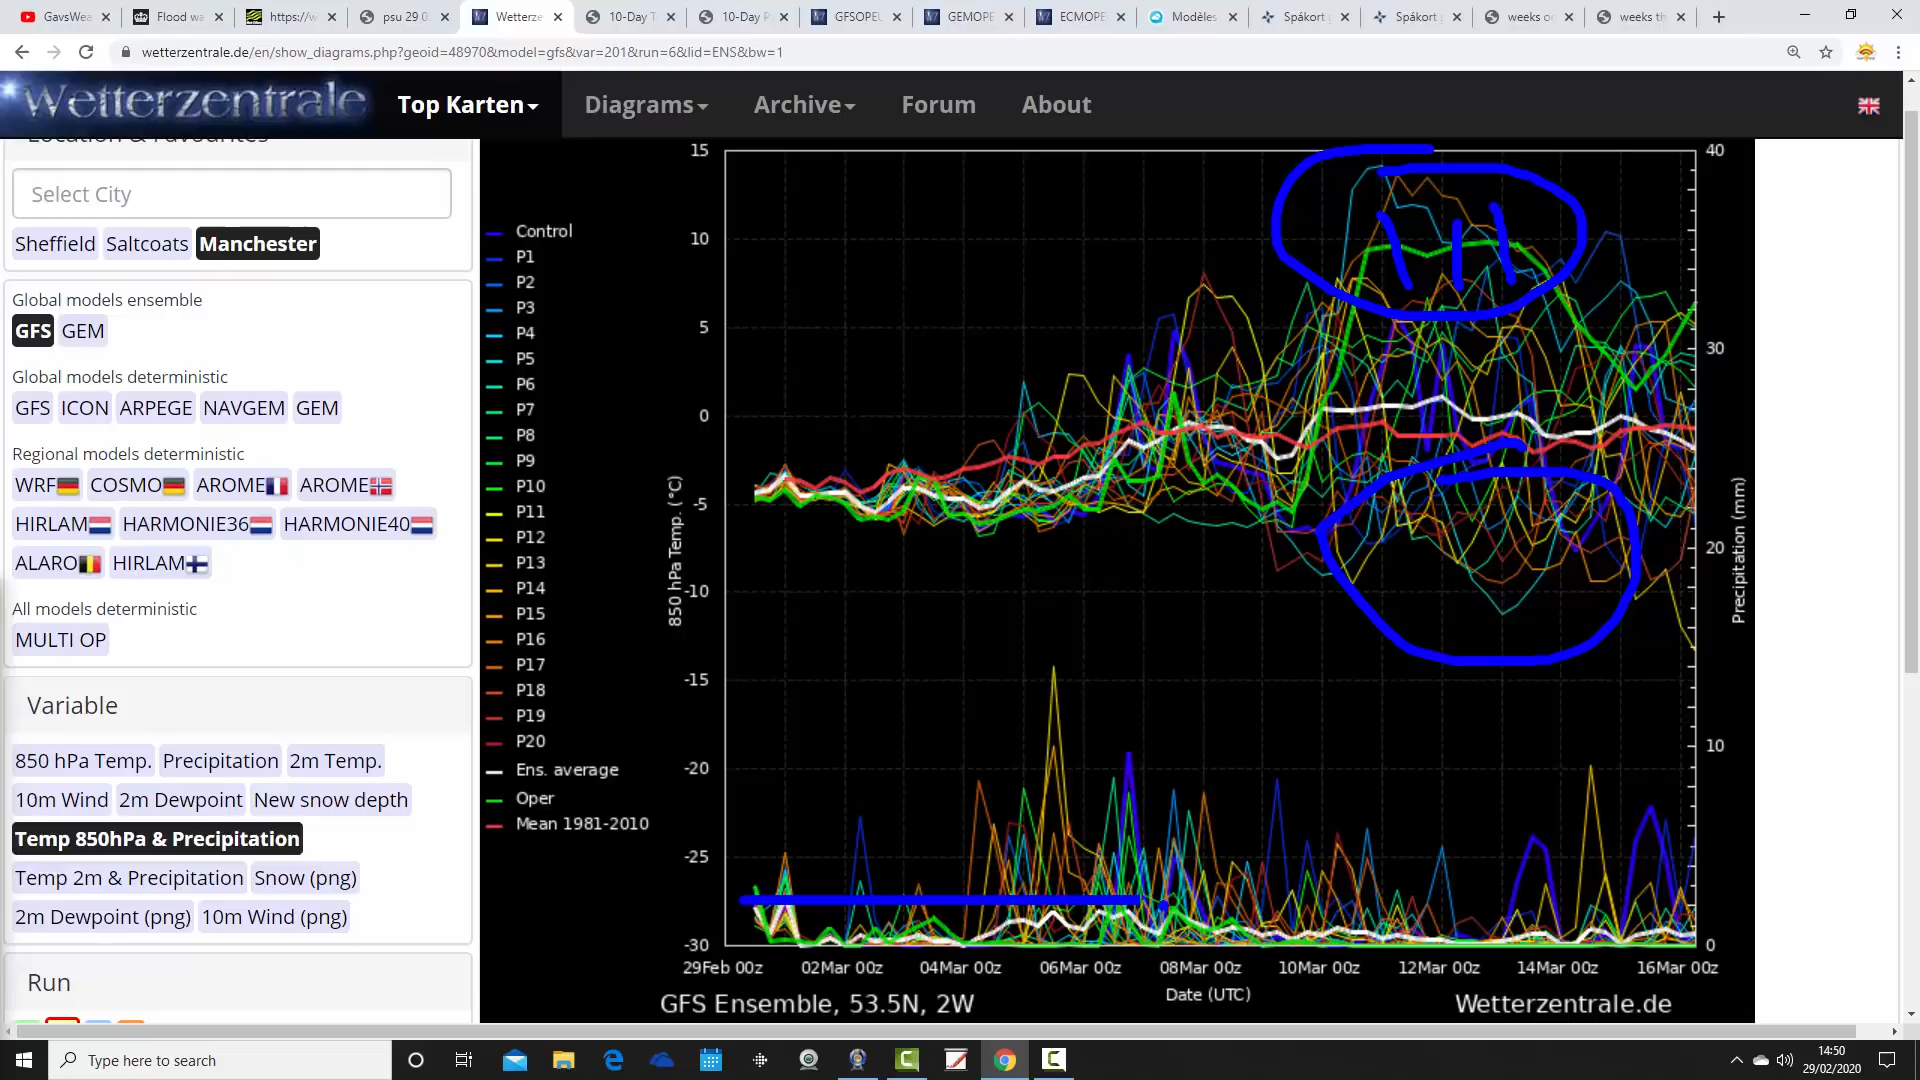 GavsWea
Flood wa
https://w
psu 29 0
Wetterze
10-Day T
10-Day P
GFSOPEU
GEMOPE
ECMOPE
Modèles
Spákort
Spákort
weeks o
weeks th
wetterzentrale.de/en/show_diagrams.php?geoid=48970&model=gfs&var=201&run=6&lid=ENS&bw=1
Wetterzentrale
Top Karten Diagrams Archive Forum About
Location & Favourites
Select City
Sheffield Saltcoats Manchester
Global models ensemble
GFS GEM
Global models deterministic
GFS ICON ARPEGE NAVGEM GEM
Regional models deterministic
WRF COSMO AROME AROME
HIRLAM HARMONIE36 HARMONIE40
ALARO HIRLAM
All models deterministic
MULTI OP
Variable
850 hPa Temp. Precipitation 2m Temp.
10m Wind 2m Dewpoint New snow depth
Temp 850hPa & Precipitation
Temp 2m & Precipitation Snow (png)
2m Dewpoint (png) 10m Wind (png)
Run
Control
P1
P2
P3
P4
P5
P6
P7
P8
P9
P10
P11
P12
P13
P14
P15
P16
P17
P18
P19
P20
Ens. average
Oper
Mean 1981-2010
850 hPa Temp. (°C)
15
10
5
0
-5
-10
-15
-20
-25
-30
40
30
20
10
0
Precipitation (mm)
29Feb 00z 02Mar 00z 04Mar 00z 06Mar 00z 08Mar 00z 10Mar 00z 12Mar 00z 14Mar 00z 16Mar 00z
Date (UTC)
GFS Ensemble, 53.5N, 2W
Wetterzentrale.de
Type here to search
14:50
29/02/2020